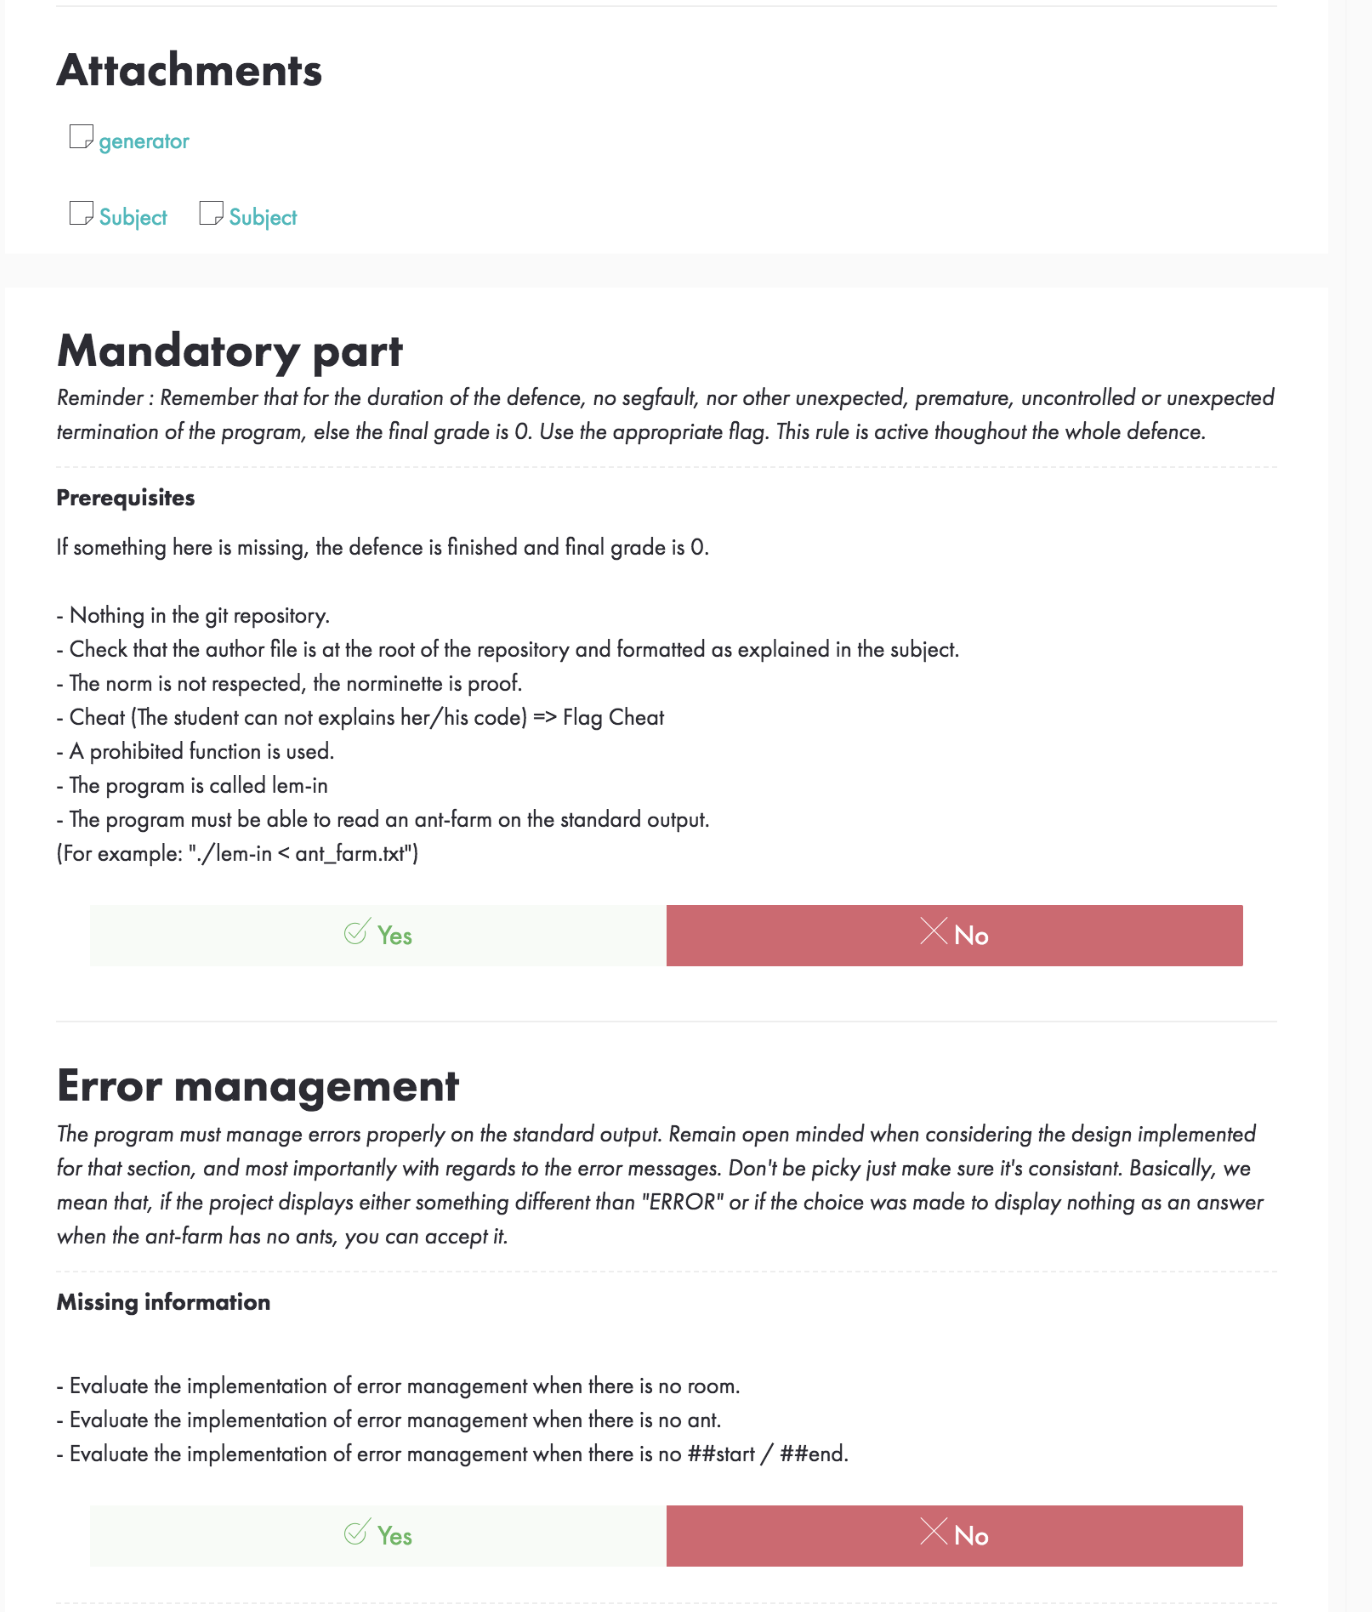 Attachments
generator
Subject Subject
Mandatory part
Reminder : Remember that for the duration of the defence, no segfault, nor other unexpected, premature, uncontrolled or unexpected
termination of the program, else the final grade is 0. Use the appropriate flag. This rule is active thoughout the whole defence.
Prerequisites
If something here is missing, the defence is finished and final grade is 0.
- Nothing in the git repository.
- Check that the author file is at the root of the repository and formatted as explained in the subject.
- The norm is not respected, the norminette is proof.
- Cheat (The student can not explains her/his code) => Flag Cheat
- A prohibited function is used.
- The program is called lem-in
- The program must be able to read an ant-farm on the standard output.
(For example: "./lem-in < ant_farm.txt")
Yes No
Error management
The program must manage errors properly on the standard output. Remain open minded when considering the design implemented
for that section, and most importantly with regards to the error messages. Don't be picky just make sure it's consistant. Basically, we
mean that, if the project displays either something different than "ERROR" or if the choice was made to display nothing as an answer
when the ant-farm has no ants, you can accept it.
Missing information
- Evaluate the implementation of error management when there is no room.
- Evaluate the implementation of error management when there is no ant.
- Evaluate the implementation of error management when there is no ##start / ##end.
Yes No